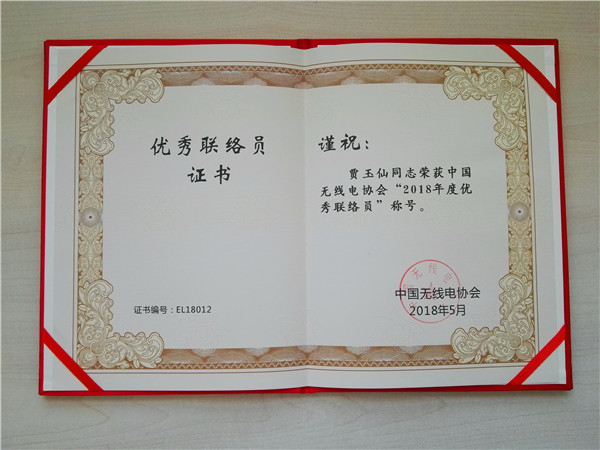 优秀联络员
证书
证书编号：EL18012
谨祝：
贾玉仙同志荣获中国
无线电协会“2018年度优
秀联络员”称号。
中国无线电协会
2018年5月